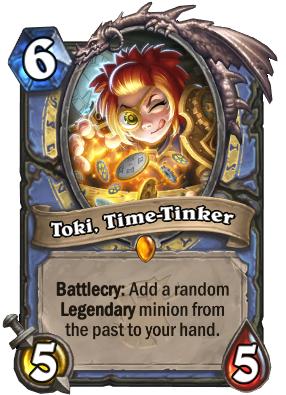 6
Toki, Time-Tinker
Battlecry: Add a random
Legendary minion from
the past to your hand.
5
5